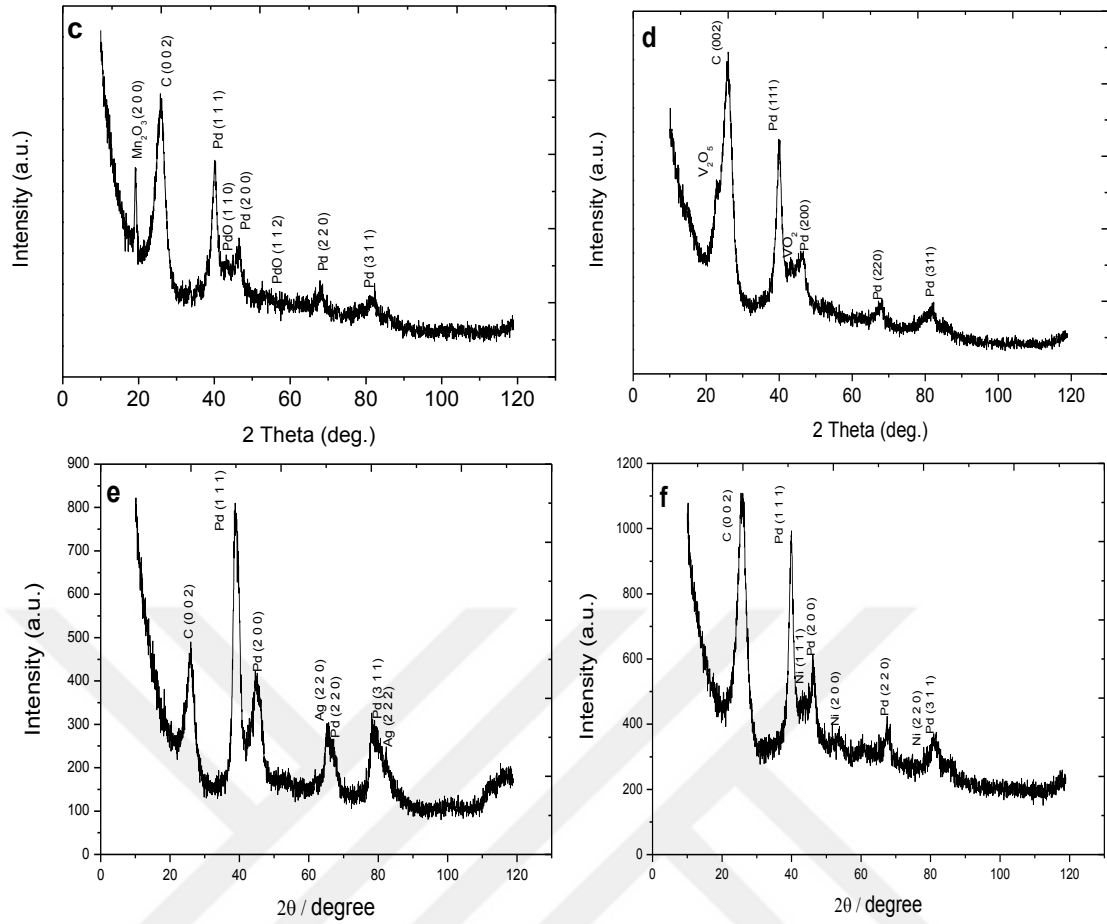 c
Mn₂O₃ (2 0 0)
C (0 0 2)
Pd (1 1 1)
PdO (1 1 0)
Pd (2 0 0)
PdO (1 1 2)
Pd (2 2 0)
Pd (3 1 1)
Intensity (a.u.)
0 20 40 60 80 100 120
2 Theta (deg.)
d
V₂O₅
C (002)
Pd (111)
VO₂
Pd (200)
Pd (220)
Pd (311)
Intensity (a.u.)
0 20 40 60 80 100 120
2 Theta (deg.)
e
C (0 0 2)
Pd (1 1 1)
Pd (2 0 0)
Ag (2 2 0)
Pd (2 2 0)
Pd (3 1 1)
Ag (2 2 2)
Intensity (a.u.)
900
800
700
600
500
400
300
200
100
0
0 20 40 60 80 100 120
2θ / degree
f
C (0 0 2)
Pd (1 1 1)
Ni (1 1 1)
Pd (2 0 0)
Ni (2 0 0)
Pd (2 2 0)
Ni (2 2 0)
Pd (3 1 1)
Intensity (a.u.)
1200
1000
800
600
400
200
0
0 20 40 60 80 100 120
2θ / degree